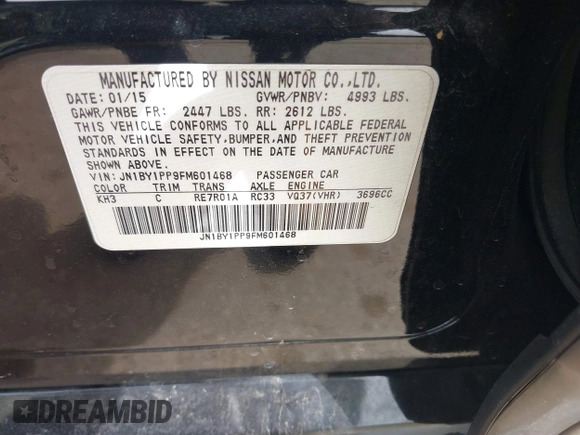 MANUFACTURED BY NISSAN MOTOR CO.,LTD.
DATE: 01/15 GVWR/PNBV: 4993 LBS.
GAWR/PNBE FR: 2447 LBS. RR: 2612 LBS.
THIS VEHICLE CONFORMS TO ALL APPLICABLE FEDERAL
MOTOR VEHICLE SAFETY,BUMPER,AND THEFT PREVENTION
STANDARDS IN EFFECT ON THE DATE OF MANUFACTURE
SHOWN ABOVE.
VIN: JN1BY1PP9FM601468 PASSENGER CAR
COLOR TRIM TRANS AXLE ENGINE
KH3 C RE7R01A RC33 VQ37(VHR) 3696CC
JN1BY1PP9FM601468
DREAMBID